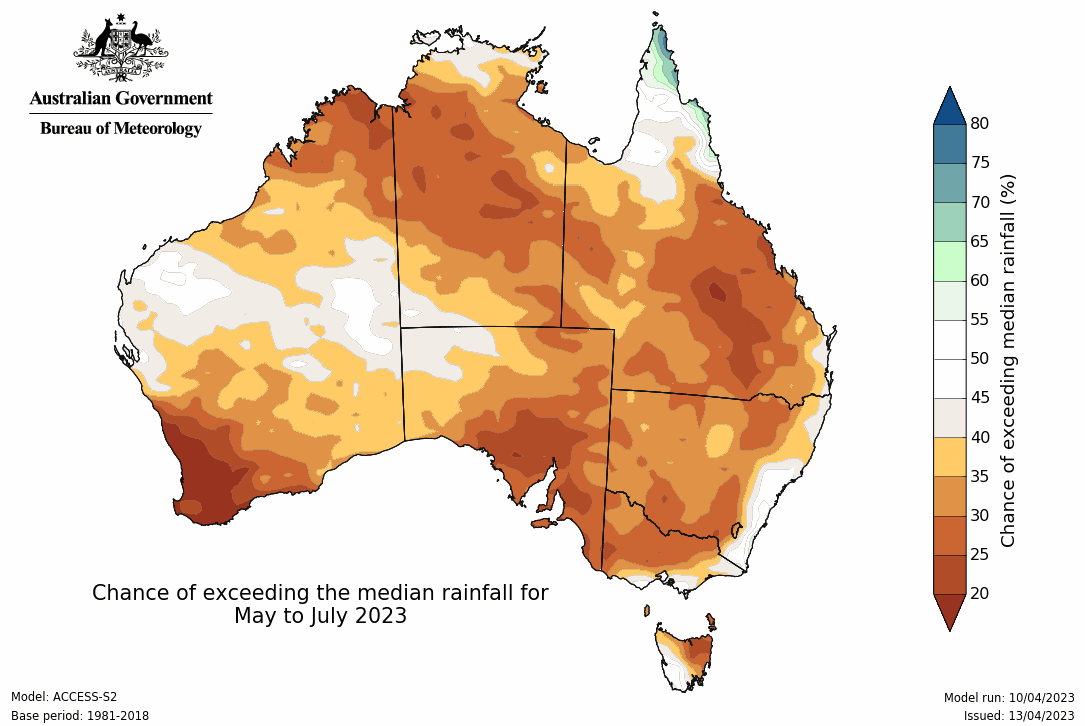 AUSTRALIA
Australian Government
Bureau of Meteorology
80
75
70
65
60
55
50
45
40
35
30
25
20
Chance of exceeding median rainfall (%)
Chance of exceeding the median rainfall for
May to July 2023
Model: ACCESS-S2
Base period: 1981-2018
Model run: 10/04/2023
Issued: 13/04/2023